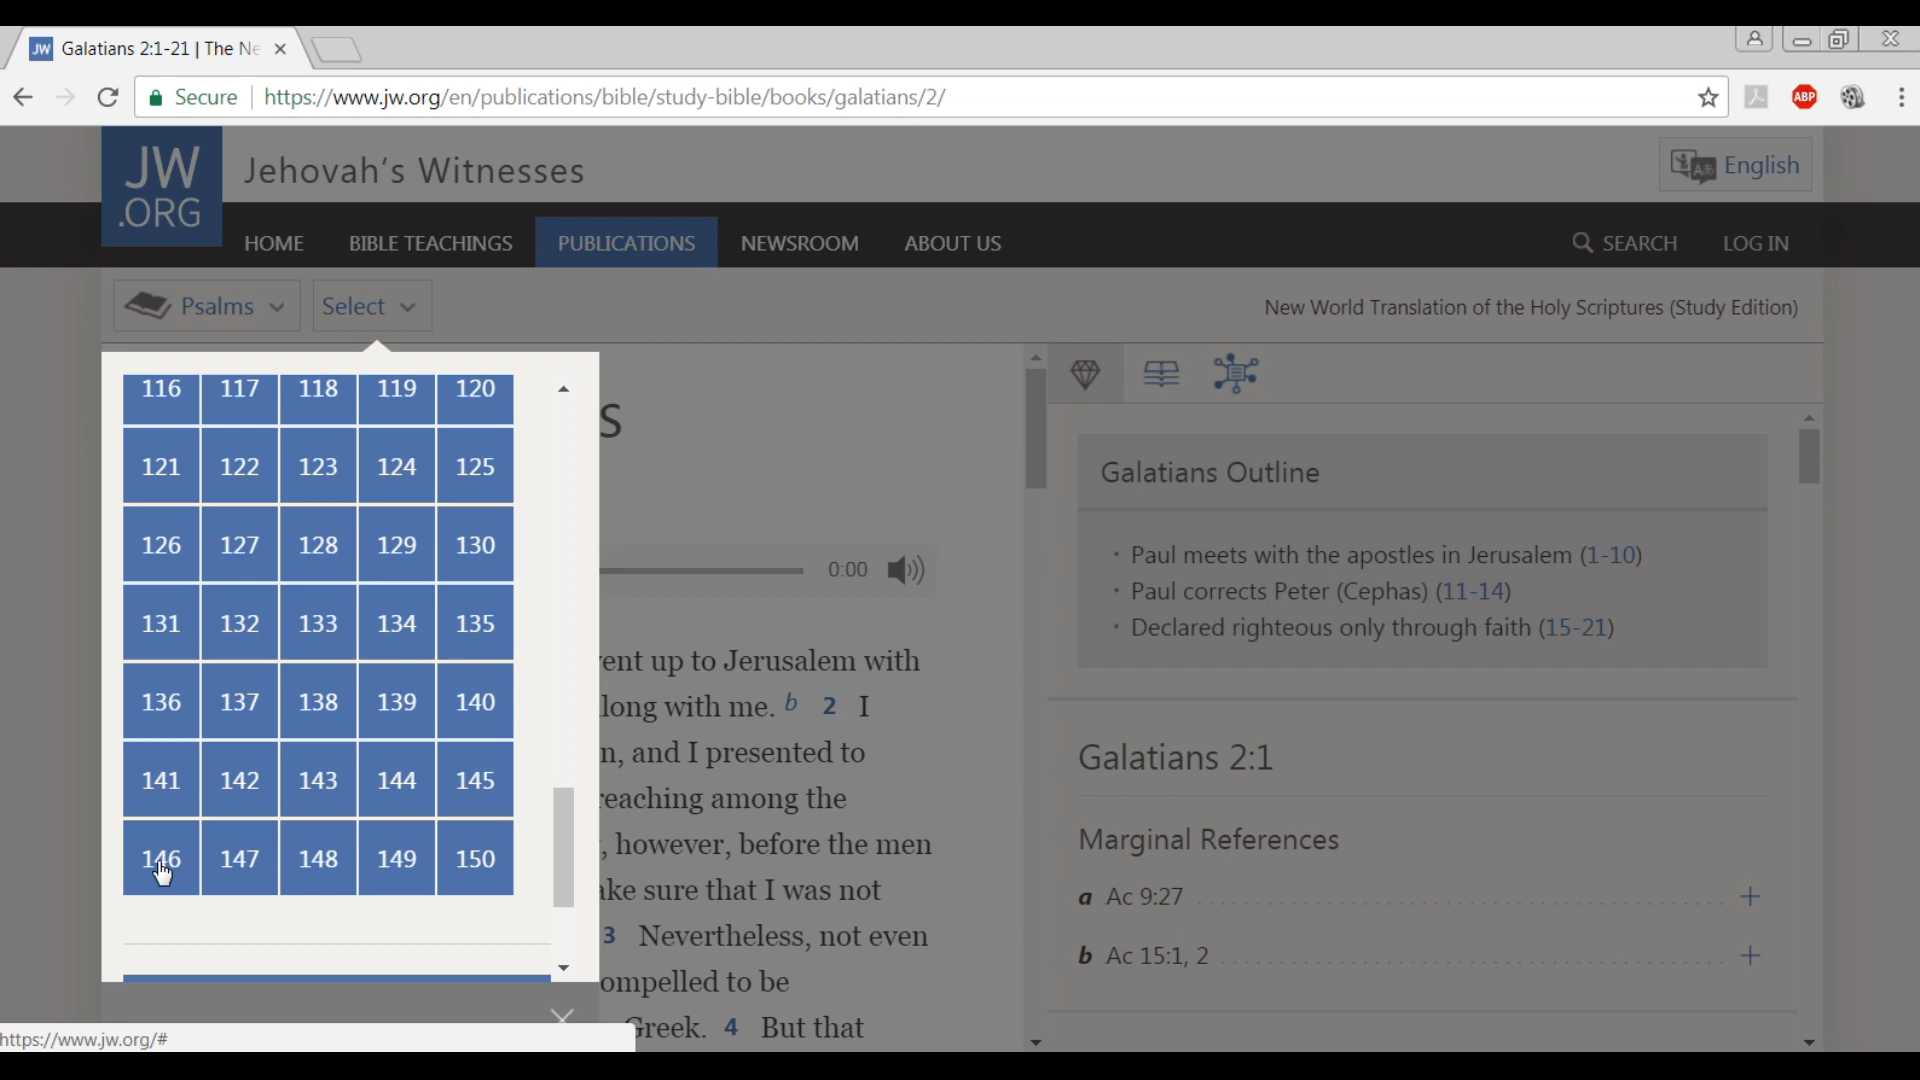 JW Galatians 2:1-21 | The Ne
Secure https://www.jw.org/en/publications/bible/study-bible/books/galatians/2/
ABP
JW
.ORG
Jehovah's Witnesses
English
HOME BIBLE TEACHINGS PUBLICATIONS NEWSROOM ABOUT US SEARCH LOG IN
Psalms Select New World Translation of the Holy Scriptures (Study Edition)
116 117 118 119 120
121 122 123 124 125
126 127 128 129 130
131 132 133 134 135
136 137 138 139 140
141 142 143 144 145
146 147 148 149 150
S
0:00
ent up to Jerusalem with
long with me. b 2 I
n, and I presented to
reaching among the
, however, before the men
ake sure that I was not
3 Nevertheless, not even
ompelled to be
Greek. 4 But that
Galatians Outline
· Paul meets with the apostles in Jerusalem (1-10)
· Paul corrects Peter (Cephas) (11-14)
· Declared righteous only through faith (15-21)
Galatians 2:1
Marginal References
a Ac 9:27 +
b Ac 15:1, 2 +
https://www.jw.org/#